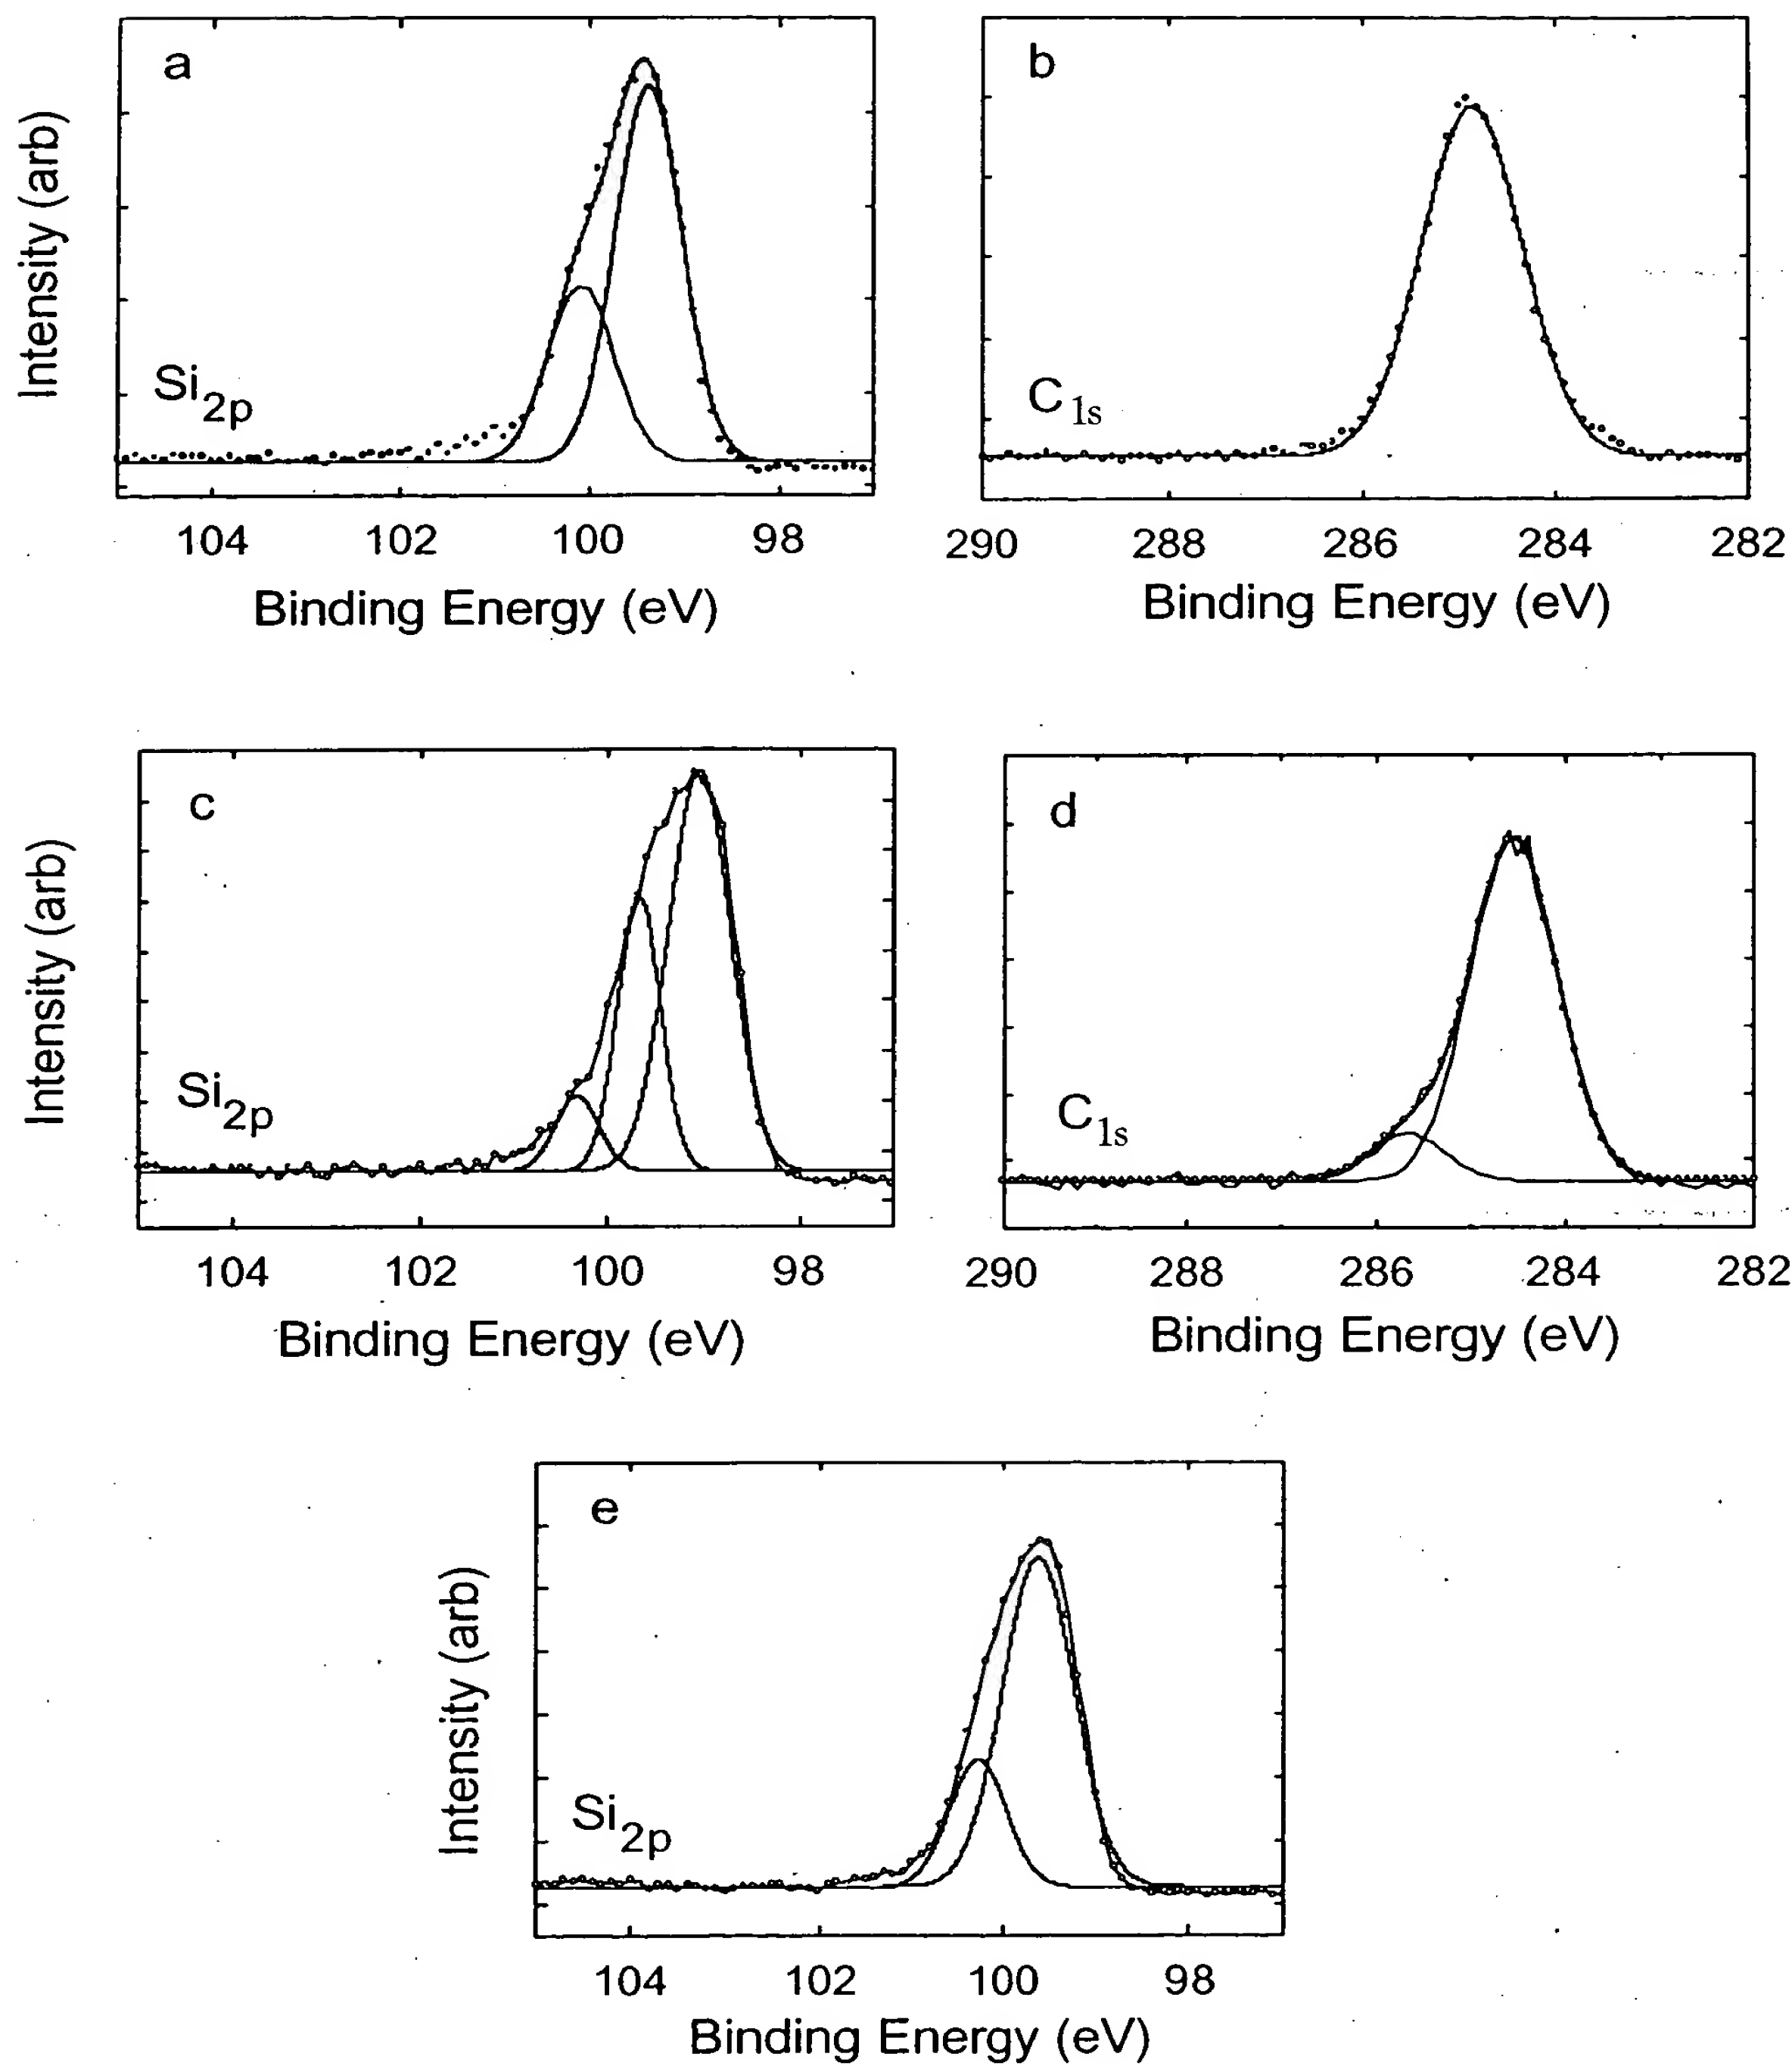 a
Intensity (arb)
Si2p
104 102 100 98
Binding Energy (eV)
b
C1s
290 288 286 284 282
Binding Energy (eV)
c
Intensity (arb)
Si2p
104 102 100 98
Binding Energy (eV)
d
C1s
290 288 286 284 282
Binding Energy (eV)
e
Intensity (arb)
Si2p
104 102 100 98
Binding Energy (eV)